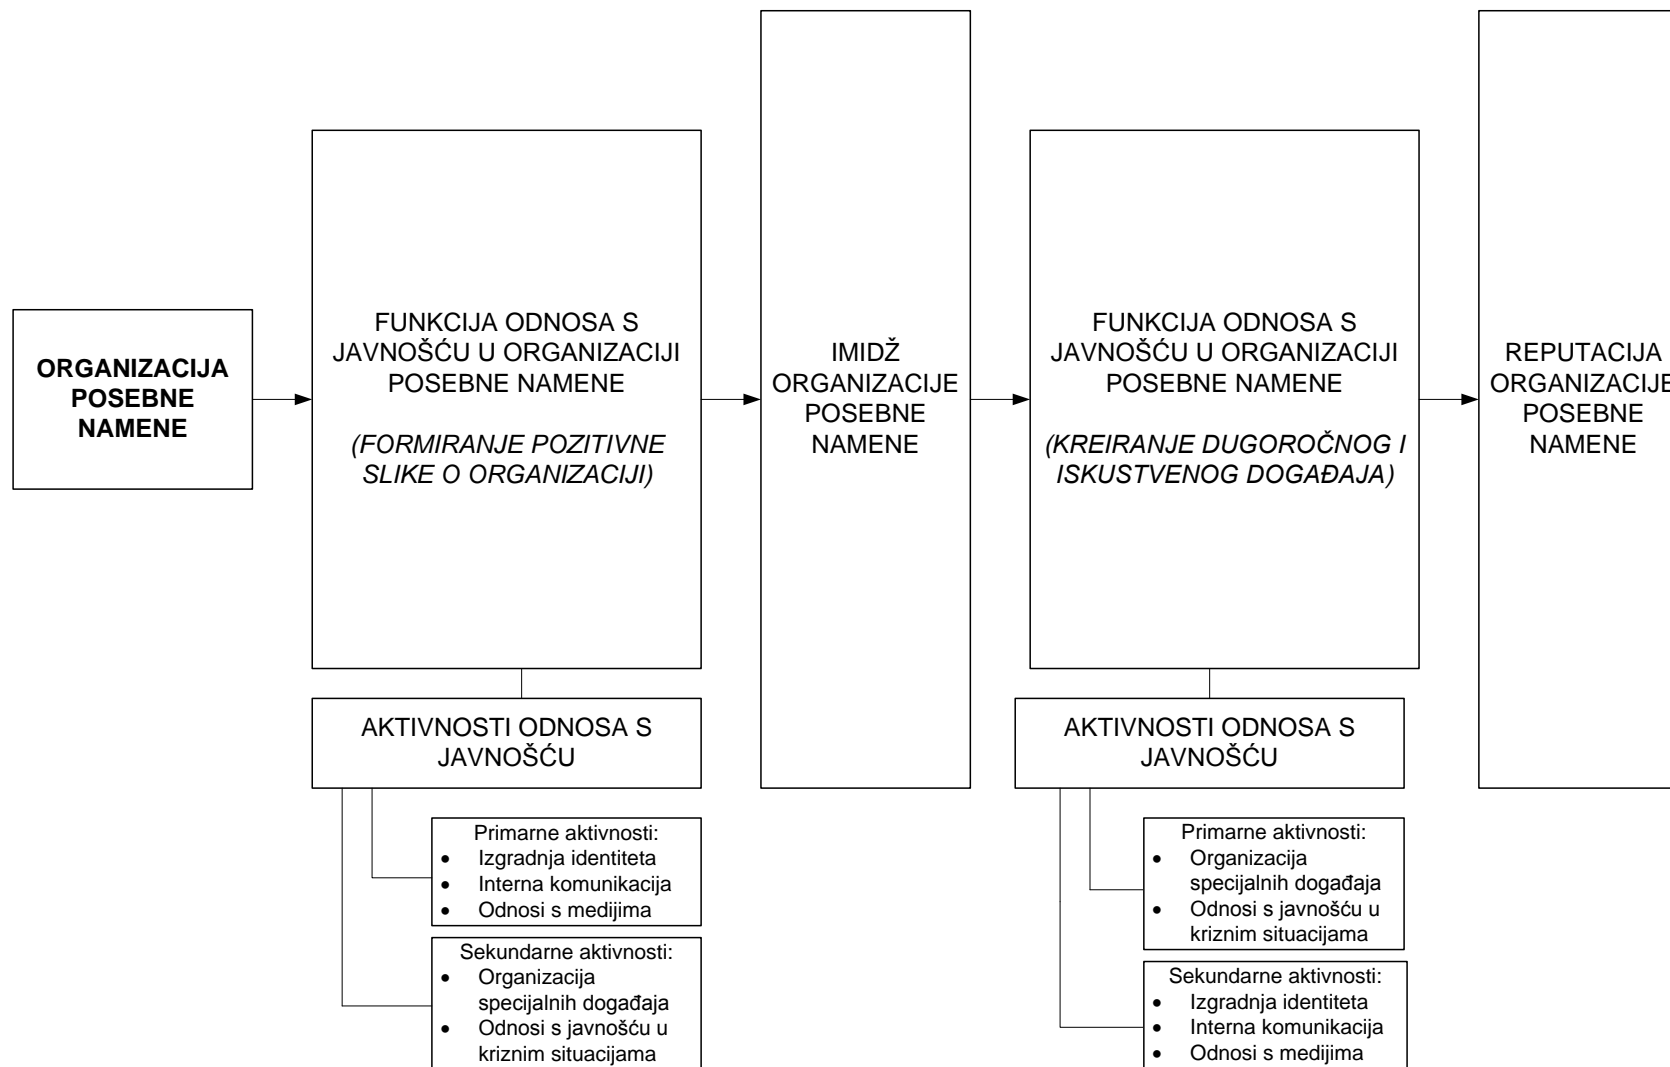 ORGANIZACIJA
POSEBNE
NAMENE
FUNKCIJA ODNOSA S
JAVNOŠĆU U ORGANIZACIJI
POSEBNE NAMENE
(FORMIRANJE POZITIVNE
SLIKE O ORGANIZACIJI)
AKTIVNOSTI ODNOSA S
JAVNOŠĆU
Primarne aktivnosti:
• Izgradnja identiteta
• Interna komunikacija
• Odnosi s medijima
Sekundarne aktivnosti:
• Organizacija
specijalnih događaja
• Odnosi s javnošću u
kriznim situacijama
IMIDŽ
ORGANIZACIJE
POSEBNE
NAMENE
FUNKCIJA ODNOSA S
JAVNOŠĆU U ORGANIZACIJI
POSEBNE NAMENE
(KREIRANJE DUGOROČNOG I
ISKUSTVENOG DOGAĐAJA)
AKTIVNOSTI ODNOSA S
JAVNOŠĆU
Primarne aktivnosti:
• Organizacija
specijalnih događaja
• Odnosi s javnošću u
kriznim situacijama
Sekundarne aktivnosti:
• Izgradnja identiteta
• Interna komunikacija
• Odnosi s medijima
REPUTACIJA
ORGANIZACIJE
POSEBNE
NAMENE